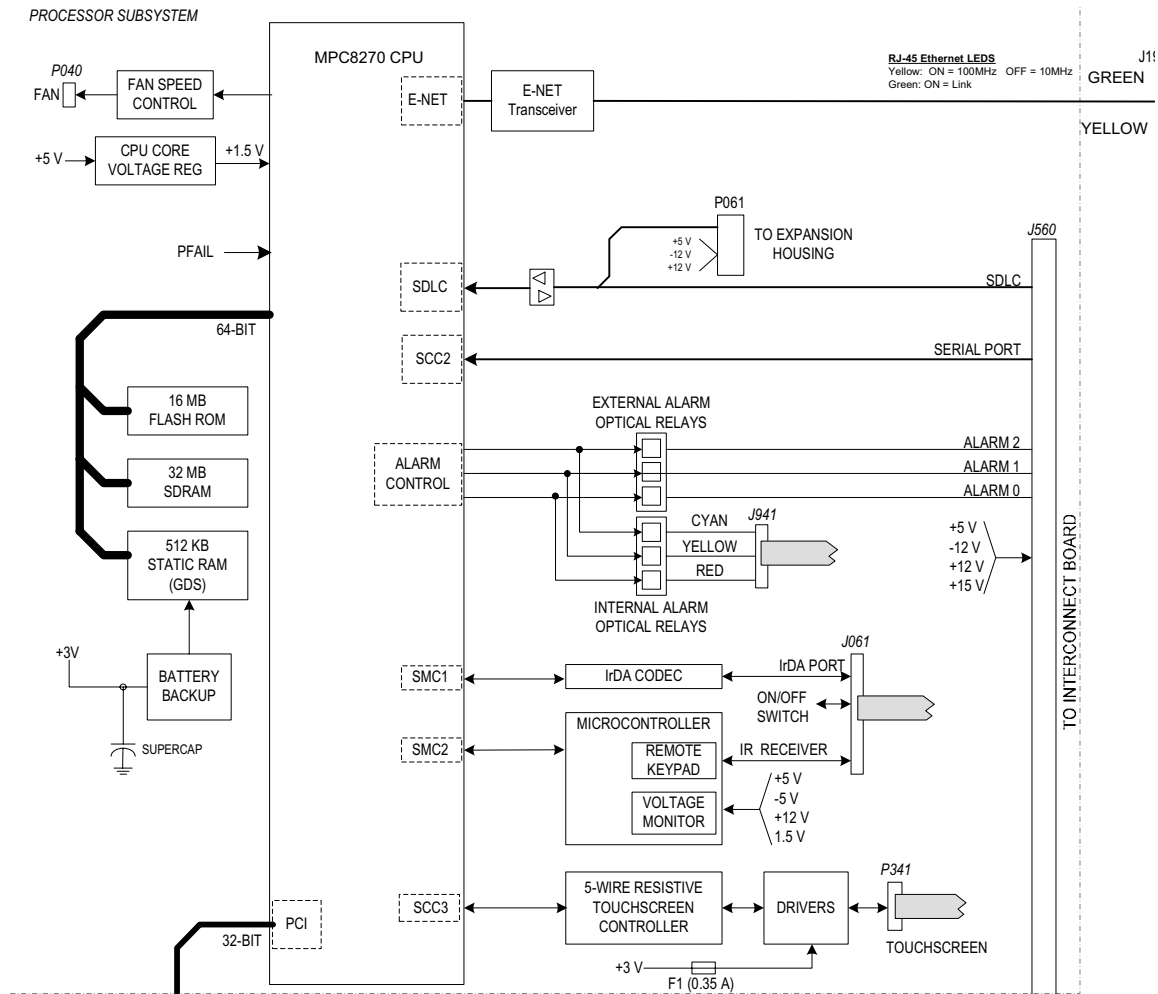 PROCESSOR SUBSYSTEM
MPC8270 CPU
P040
FAN
FAN SPEED
CONTROL
+5 V
CPU CORE
VOLTAGE REG
+1.5 V
PFAIL
64-BIT
16 MB
FLASH ROM
32 MB
SDRAM
512 KB
STATIC RAM
(GDS)
+3V
BATTERY
BACKUP
SUPERCAP
32-BIT
PCI
E-NET
E-NET
Transceiver
RJ-45 Ethernet LEDS
Yellow: ON = 100MHz OFF = 10MHz
Green: ON = Link
GREEN
YELLOW
P061
TO EXPANSION
HOUSING
+5 V
-12 V
+12 V
J560
SDLC
SDLC
SCC2
SERIAL PORT
EXTERNAL ALARM
OPTICAL RELAYS
ALARM
CONTROL
ALARM 2
ALARM 1
ALARM 0
J941
CYAN
YELLOW
RED
INTERNAL ALARM
OPTICAL RELAYS
+5 V
-12 V
+12 V
+15 V
TO INTERCONNECT BOARD
J061
SMC1
IrDA CODEC
IrDA PORT
ON/OFF
SWITCH
SMC2
MICROCONTROLLER
REMOTE
KEYPAD
IR RECEIVER
VOLTAGE
MONITOR
+5 V
-5 V
+12 V
1.5 V
SCC3
5-WIRE RESISTIVE
TOUCHSCREEN
CONTROLLER
DRIVERS
P341
TOUCHSCREEN
+3 V
F1 (0.35 A)